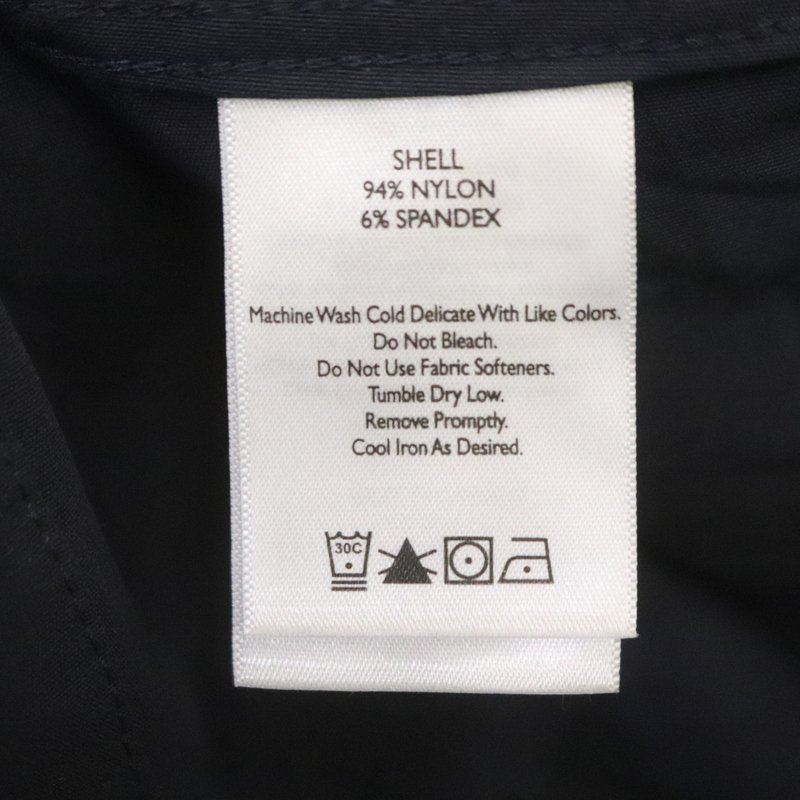 SHELL
94% NYLON
6% SPANDEX
Machine Wash Cold Delicate With Like Colors.
Do Not Bleach.
Do Not Use Fabric Softeners.
Tumble Dry Low.
Remove Promptly.
Cool Iron As Desired.
30C